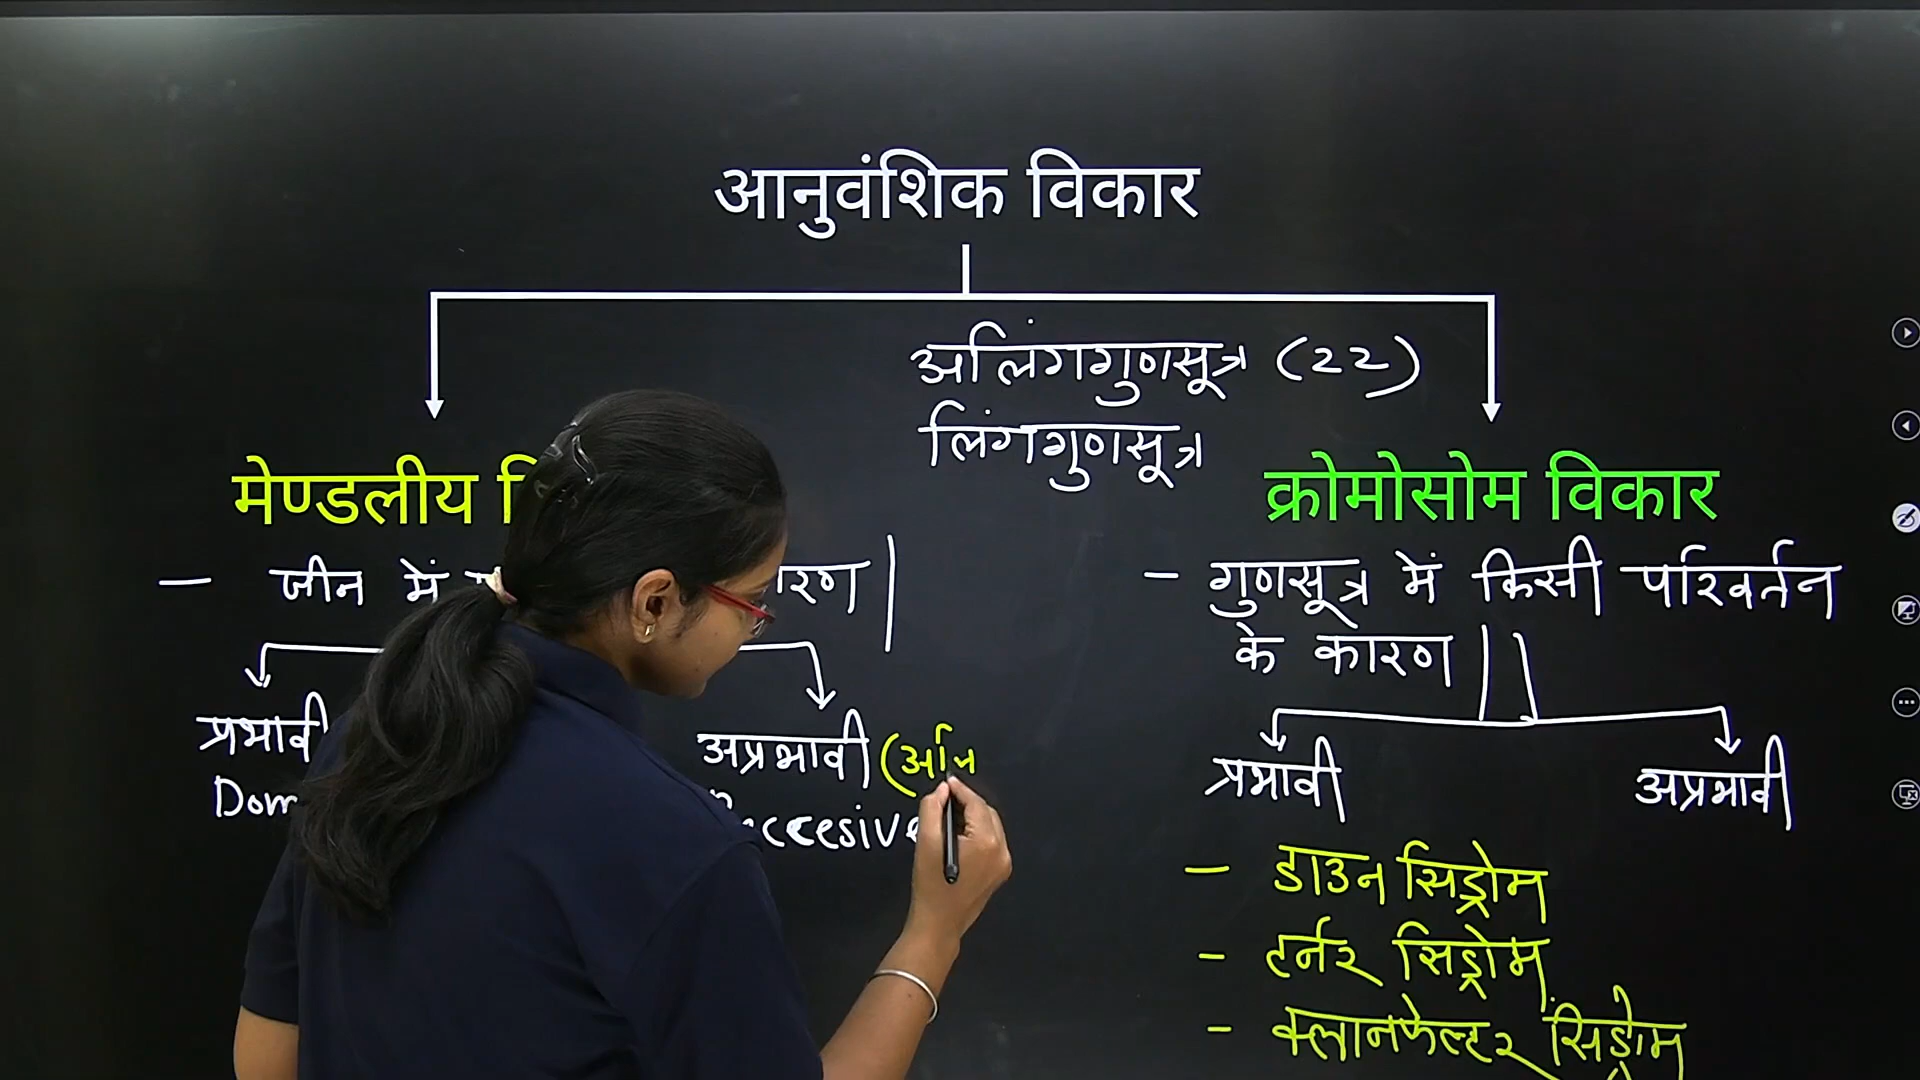 आनुवंशिक विकार
अलिंगगुणसूत्र (22)
लिंगगुणसूत्र
मेण्डलीय
क्रोमोसोम विकार
– जीन में
– गुणसूत्र में किसी परिवर्तन
के कारण
प्रभावी
अप्रभावी
प्रभावी
अप्रभावी
– डाउन सिड्रोम
– टर्नर सिड्रोम
– क्लानफेल्टर सिंड्रोम